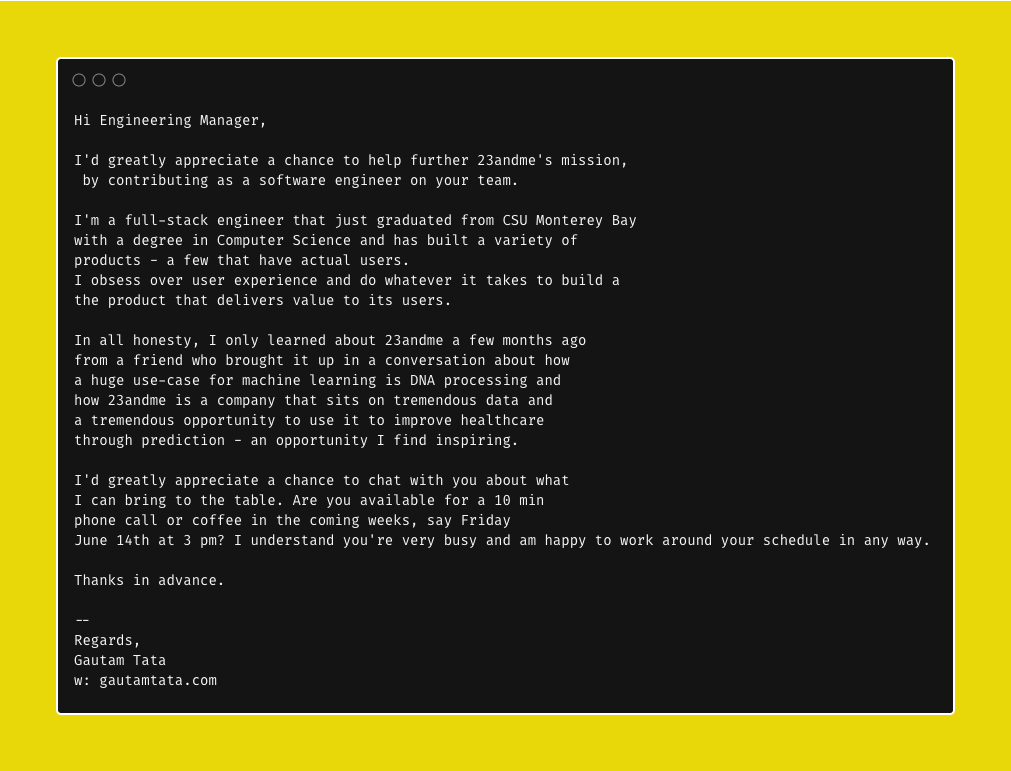 Hi Engineering Manager,
I'd greatly appreciate a chance to help further 23andme's mission,
by contributing as a software engineer on your team.
I'm a full-stack engineer that just graduated from CSU Monterey Bay
with a degree in Computer Science and has built a variety of
products - a few that have actual users.
I obsess over user experience and do whatever it takes to build a
the product that delivers value to its users.
In all honesty, I only learned about 23andme a few months ago
from a friend who brought it up in a conversation about how
a huge use-case for machine learning is DNA processing and
how 23andme is a company that sits on tremendous data and
a tremendous opportunity to use it to improve healthcare
through prediction - an opportunity I find inspiring.
I'd greatly appreciate a chance to chat with you about what
I can bring to the table. Are you available for a 10 min
phone call or coffee in the coming weeks, say Friday
June 14th at 3 pm? I understand you're very busy and am happy to work around your schedule in any way.
Thanks in advance.
--
Regards,
Gautam Tata
w: gautamtata.com